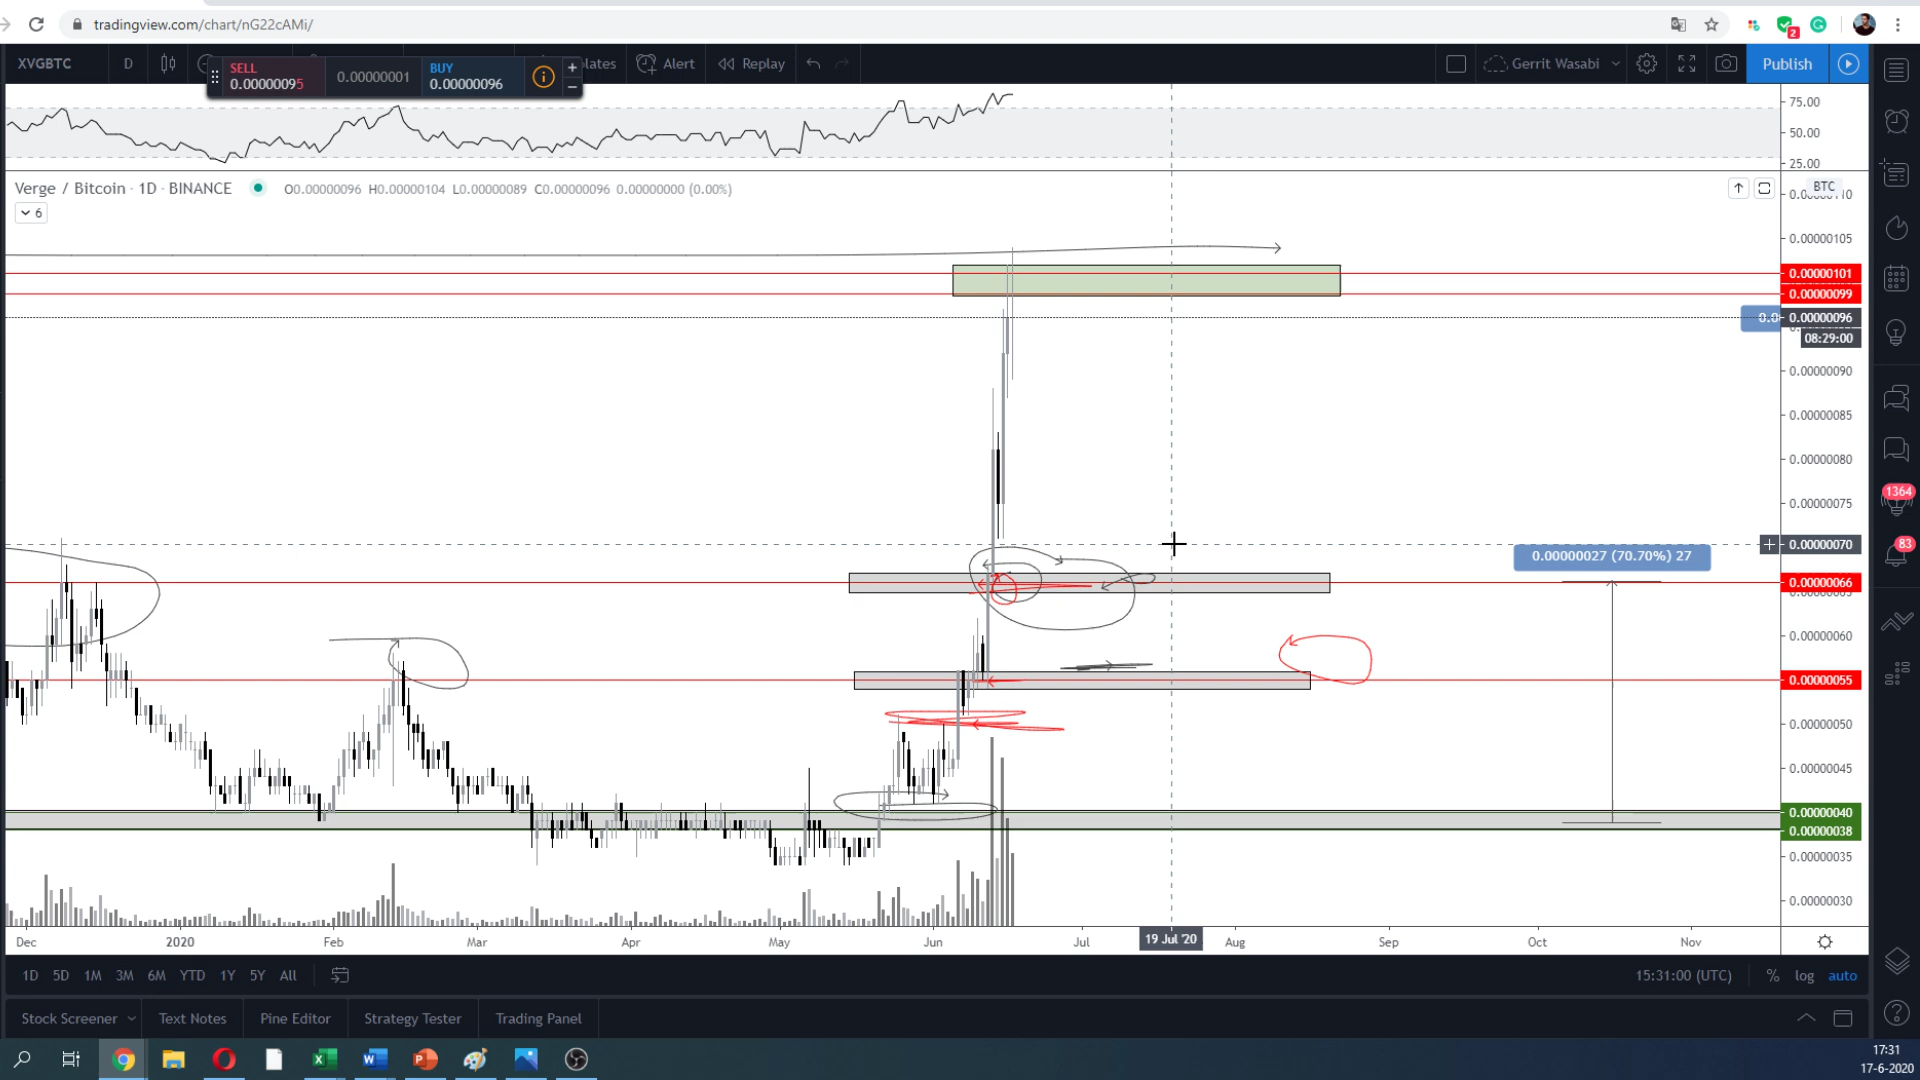 tradingview.com/chart/nG22cAMi/
2
XVGBTC
D
SELL
0.00000095
0.00000001
BUY
0.00000096
lates
Alert
Replay
Gerrit Wasabi
Publish
75.00
50.00
25.00
Verge / Bitcoin · 1D · BINANCE
O0.00000096 H0.00000104 L0.00000089 C0.00000096 0.00000000 (0.00%)
6
BTC
0.00000105
0.00000101
0.00000099
0.00000096
08:29:00
0.00000090
0.00000085
0.00000080
0.00000075
1364
0.00000070
83
0.00000027 (70.70%) 27
0.00000066
0.00000060
0.00000055
0.00000050
0.00000045
0.00000040
0.00000038
0.00000035
0.00000030
Dec 2020 Feb Mar Apr May Jun Jul 19 Jul '20 Aug Sep Oct Nov
1D 5D 1M 3M 6M YTD 1Y 5Y All
15:31:00 (UTC) % log auto
Stock Screener Text Notes Pine Editor Strategy Tester Trading Panel
17:31
17-6-2020